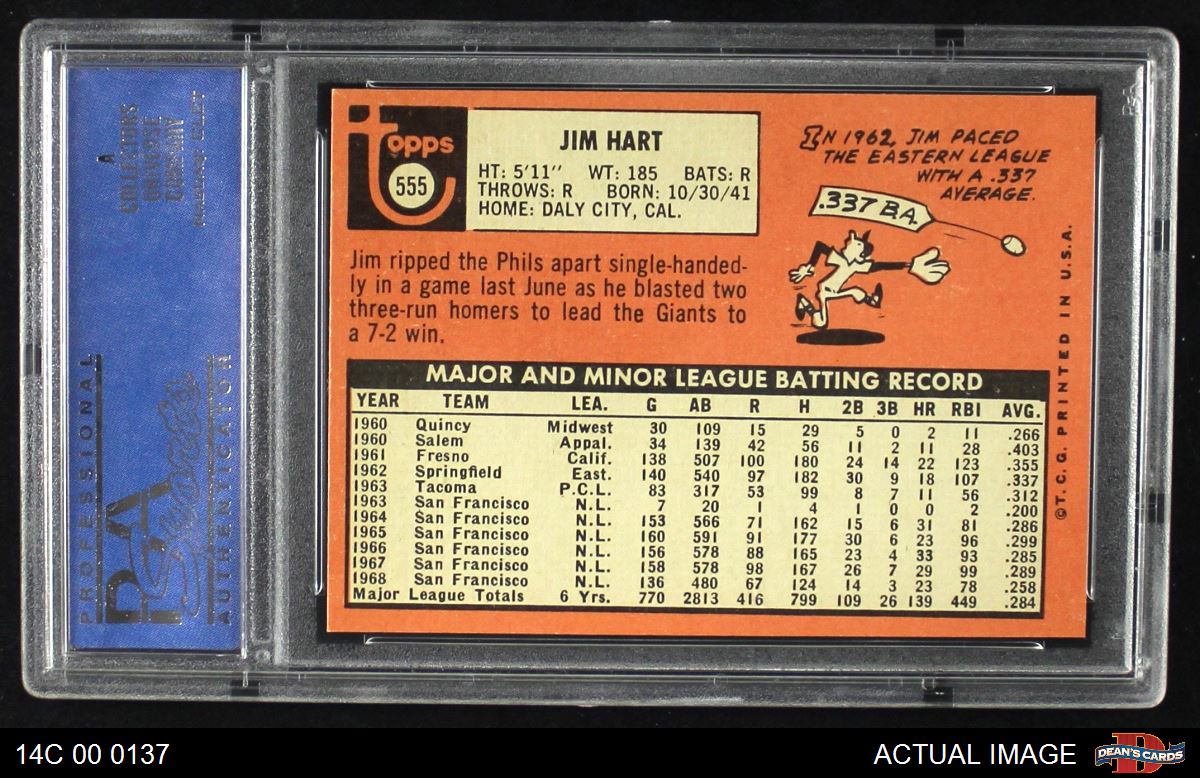 A
COLLECTORS
UNIVERSE
COMPANY
PROFESSIONAL
PSA
Sports
AUTHENTICATOR
topps
555
JIM HART
HT: 5'11" WT: 185 BATS: R
THROWS: R BORN: 10/30/41
HOME: DALY CITY, CAL.
Jim ripped the Phils apart single-handed-
ly in a game last June as he blasted two
three-run homers to lead the Giants to
a 7-2 win.
IN 1962, JIM PACED
THE EASTERN LEAGUE
WITH A .337
AVERAGE.
.337 B.A.
MAJOR AND MINOR LEAGUE BATTING RECORD
YEAR TEAM LEA. G AB R H 2B 3B HR RBI AVG.
1960 Quincy Midwest 30 109 15 29 5 0 2 11 .266
1960 Salem Appal. 34 139 42 56 11 2 11 28 .403
1961 Fresno Calif. 138 507 100 180 24 14 22 123 .355
1962 Springfield East. 140 540 97 182 30 9 18 107 .337
1963 Tacoma P.C.L. 83 317 53 99 8 7 11 56 .312
1963 San Francisco N.L. 7 20 1 4 1 0 0 2 .200
1964 San Francisco N.L. 153 566 71 162 15 6 31 81 .286
1965 San Francisco N.L. 160 591 91 177 30 6 23 96 .299
1966 San Francisco N.L. 156 578 88 165 23 4 33 93 .285
1967 San Francisco N.L. 158 578 98 167 26 7 29 99 .289
1968 San Francisco N.L. 136 480 67 124 14 3 23 78 .258
Major League Totals 6 Yrs. 770 2813 416 799 109 26 139 449 .284
© T.C.G. PRINTED IN U.S.A.
PSA
14C 00 0137
ACTUAL IMAGE
D
DEAN'S CARDS